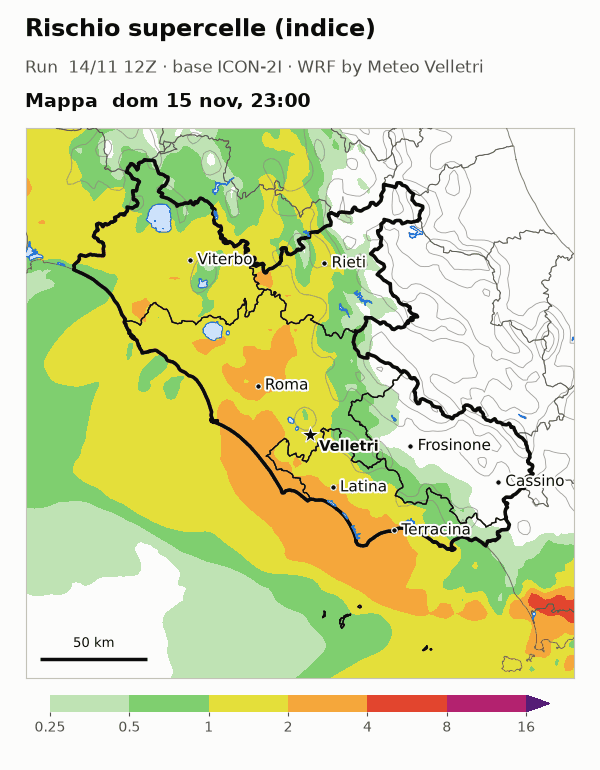 Rischio supercelle (indice)
Run  14/11 12Z · base ICON-2I · WRF by Meteo Velletri
Mappa  dom 15 nov, 23:00
Viterbo
Rieti
Roma
Velletri
Frosinone
Latina
Cassino
Terracina
50 km
0.25 0.5 1 2 4 8 16